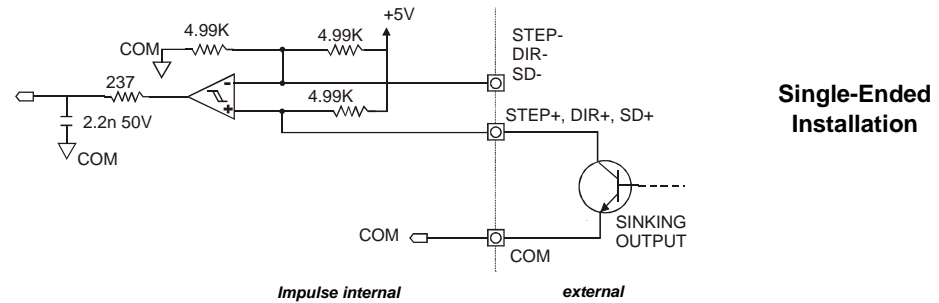 +5V
4.99K
4.99K
COM
STEP-
DIR-
SD-
237
4.99K
2.2n 50V
COM
STEP+, DIR+, SD+
Single-Ended
Installation
SINKING
OUTPUT
COM
COM
Impulse internal
external